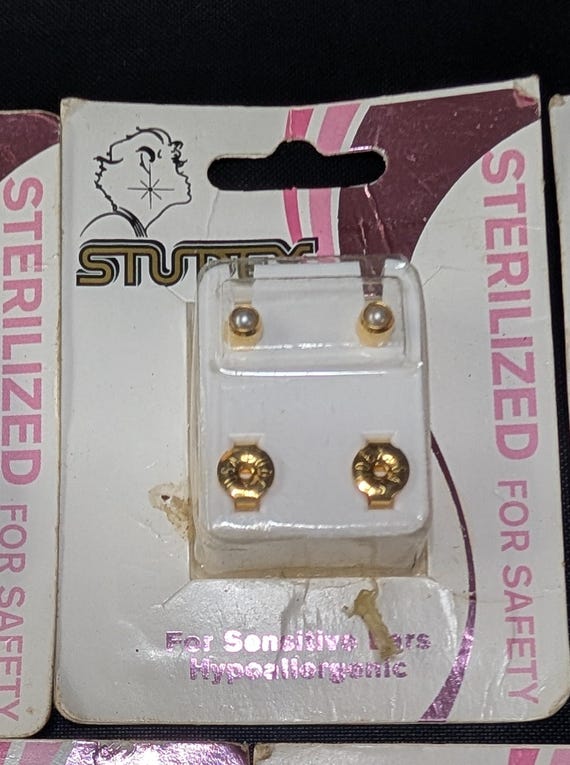 STERILIZED FOR SAFETY
STUDEX
STERILIZED FOR SAFETY
For Sensitive Ears
Hypoallergenic